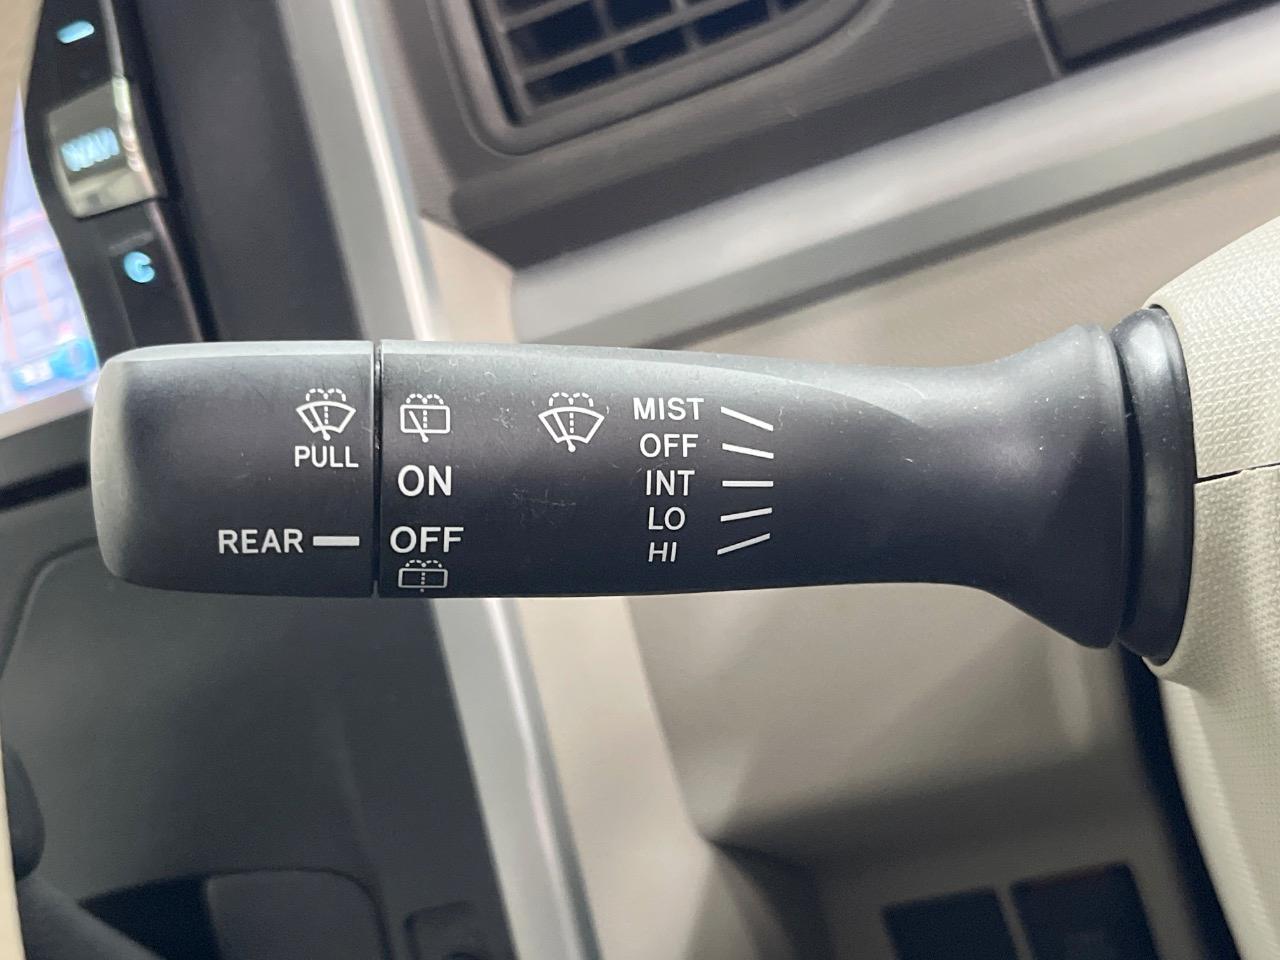 NAVI
PULL
REAR
ON
OFF
MIST
OFF
INT
LO
HI